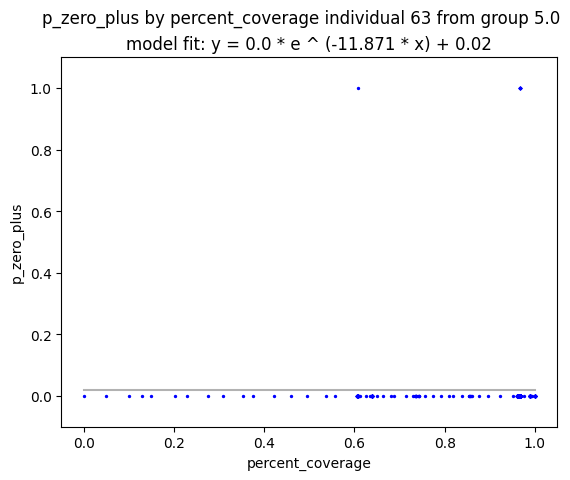 p_zero_plus by percent_coverage individual 63 from group 5.0
model fit: y = 0.0 * e ^ (-11.871 * x) + 0.02
1.0
0.8
0.6
0.4
0.2
0.0
p_zero_plus
0.0 0.2 0.4 0.6 0.8 1.0
percent_coverage